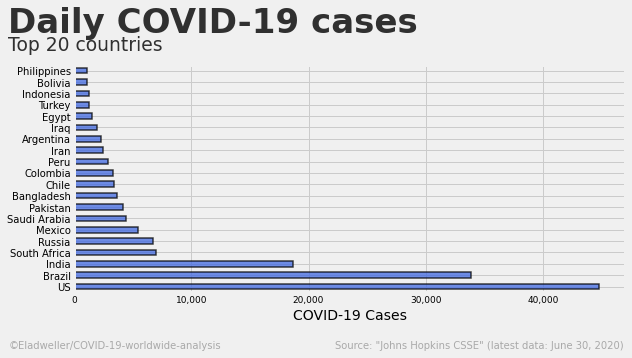 Daily COVID-19 cases
Top 20 countries
Philippines
Bolivia
Indonesia
Turkey
Egypt
Iraq
Argentina
Iran
Peru
Colombia
Chile
Bangladesh
Pakistan
Saudi Arabia
Mexico
Russia
South Africa
India
Brazil
US
0 10,000 20,000 30,000 40,000
COVID-19 Cases
©Eladweller/COVID-19-worldwide-analysis Source: "Johns Hopkins CSSE" (latest data: June 30, 2020)